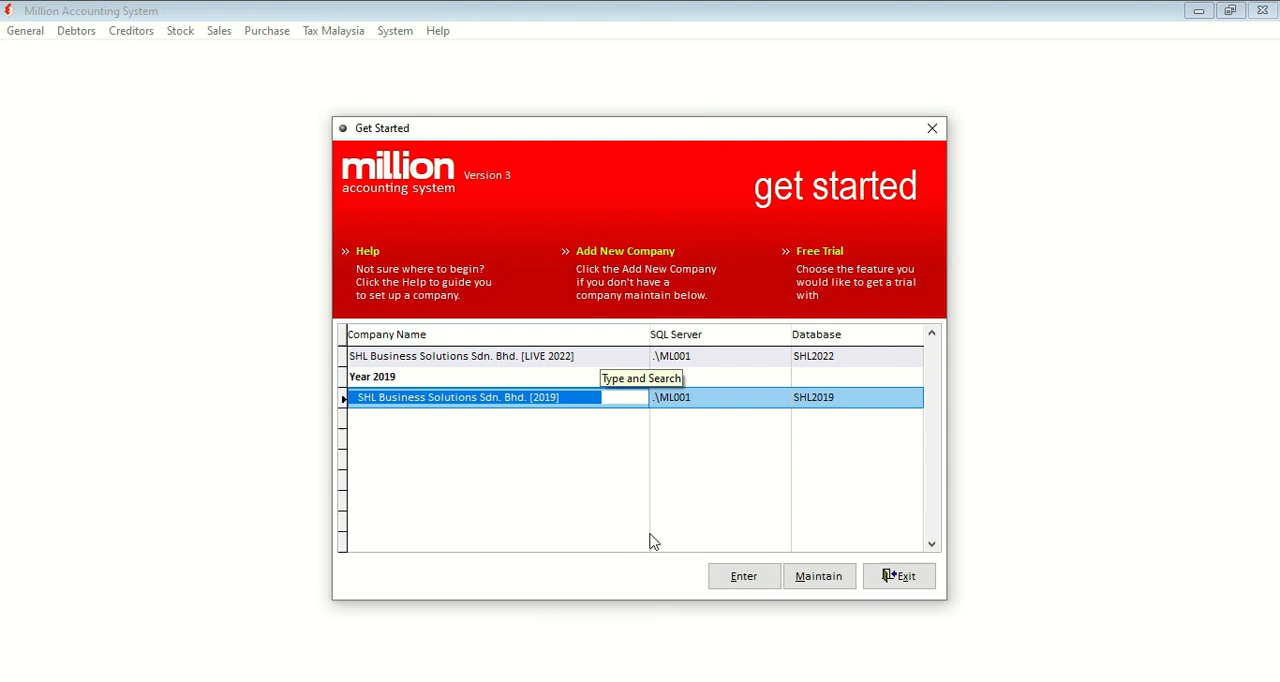 Million Accounting System
General Debtors Creditors Stock Sales Purchase Tax Malaysia System Help
Get Started
million
accounting system
Version 3
get started
» Help
Not sure where to begin?
Click the Help to guide you
to set up a company.
» Add New Company
Click the Add New Company
if you don't have a
company maintain below.
» Free Trial
Choose the feature you
would like to get a trial
with
Company Name SQL Server Database
SHL Business Solutions Sdn. Bhd. [LIVE 2022] .\ML001 SHL2022
Year 2019
Type and Search
SHL Business Solutions Sdn. Bhd. [2019] .\ML001 SHL2019
Enter Maintain Exit